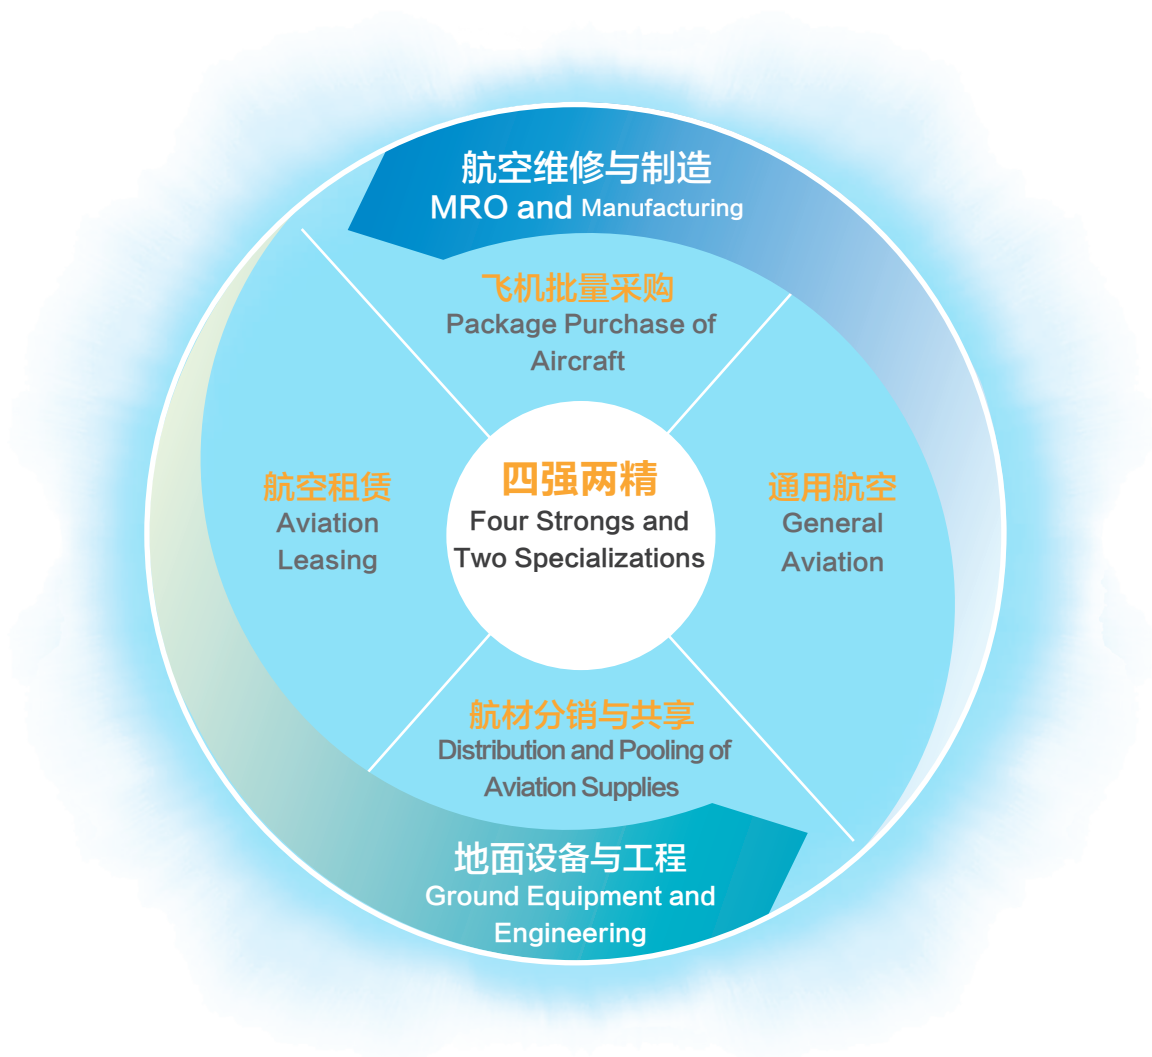 航空维修与制造
MRO and Manufacturing
飞机批量采购
Package Purchase of
Aircraft
航空租赁
Aviation
Leasing
四强两精
Four Strongs and
Two Specializations
通用航空
General
Aviation
航材分销与共享
Distribution and Pooling of
Aviation Supplies
地面设备与工程
Ground Equipment and
Engineering